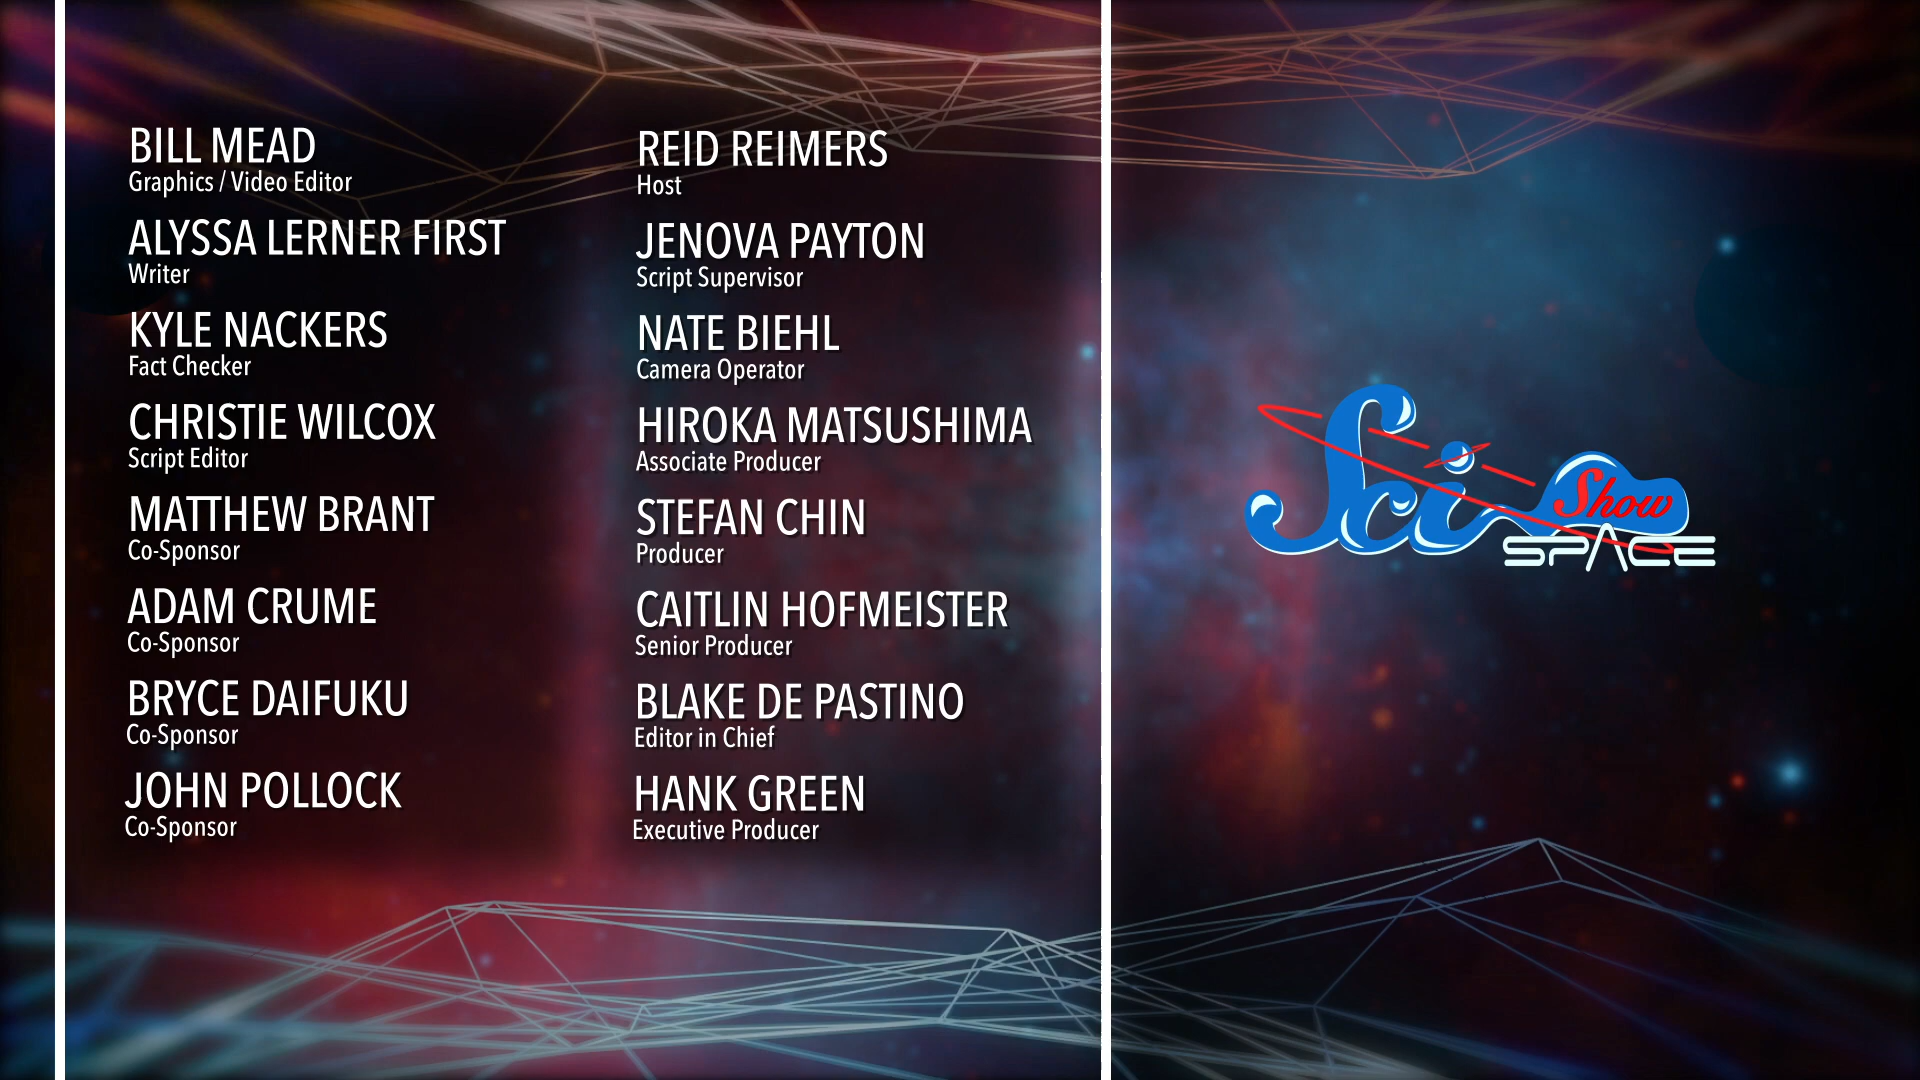 BILL MEAD
Graphics / Video Editor
ALYSSA LERNER FIRST
Writer
KYLE NACKERS
Fact Checker
CHRISTIE WILCOX
Script Editor
MATTHEW BRANT
Co-Sponsor
ADAM CRUME
Co-Sponsor
BRYCE DAIFUKU
Co-Sponsor
JOHN POLLOCK
Co-Sponsor
REID REIMERS
Host
JENOVA PAYTON
Script Supervisor
NATE BIEHL
Camera Operator
HIROKA MATSUSHIMA
Associate Producer
STEFAN CHIN
Producer
CAITLIN HOFMEISTER
Senior Producer
BLAKE DE PASTINO
Editor in Chief
HANK GREEN
Executive Producer
Sci Show
SPACE